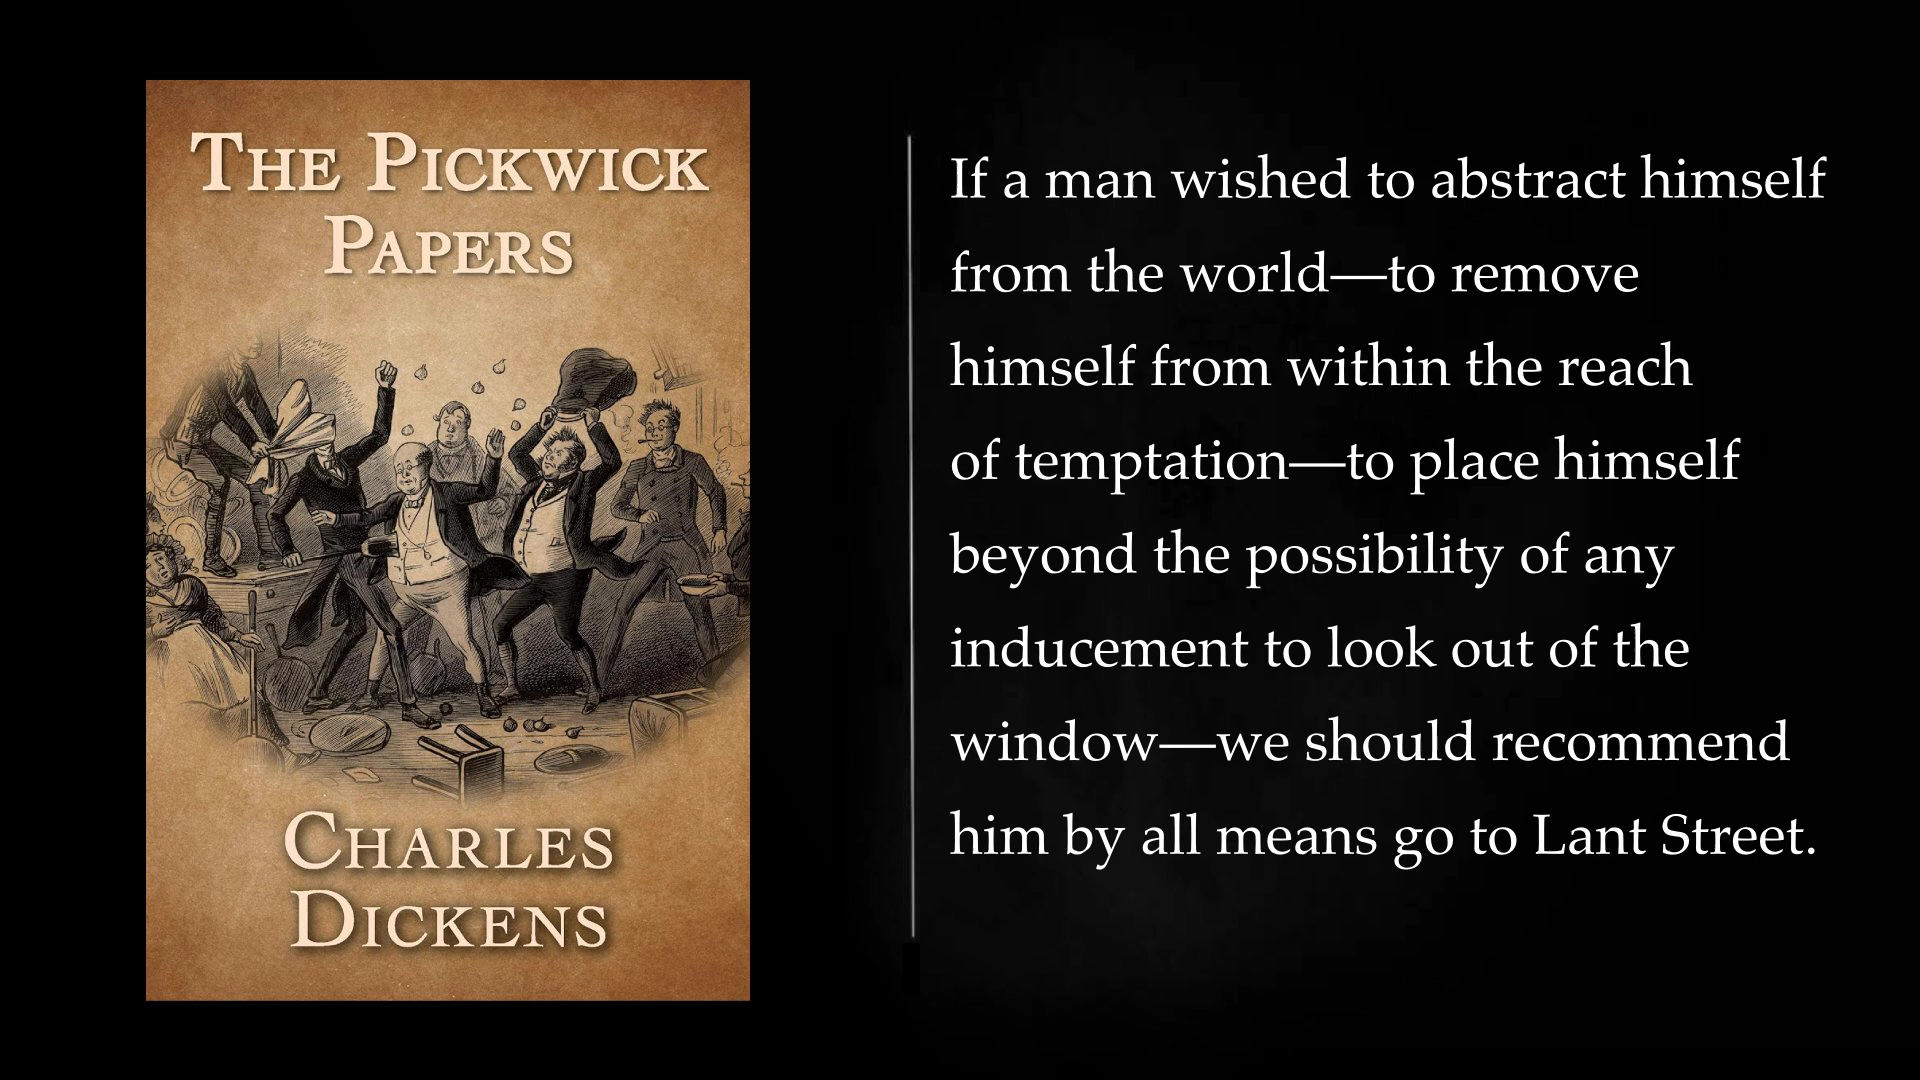 The Pickwick
Papers
Charles
Dickens
If a man wished to abstract himself
from the world—to remove
himself from within the reach
of temptation—to place himself
beyond the possibility of any
inducement to look out of the
window—we should recommend
him by all means go to Lant Street.